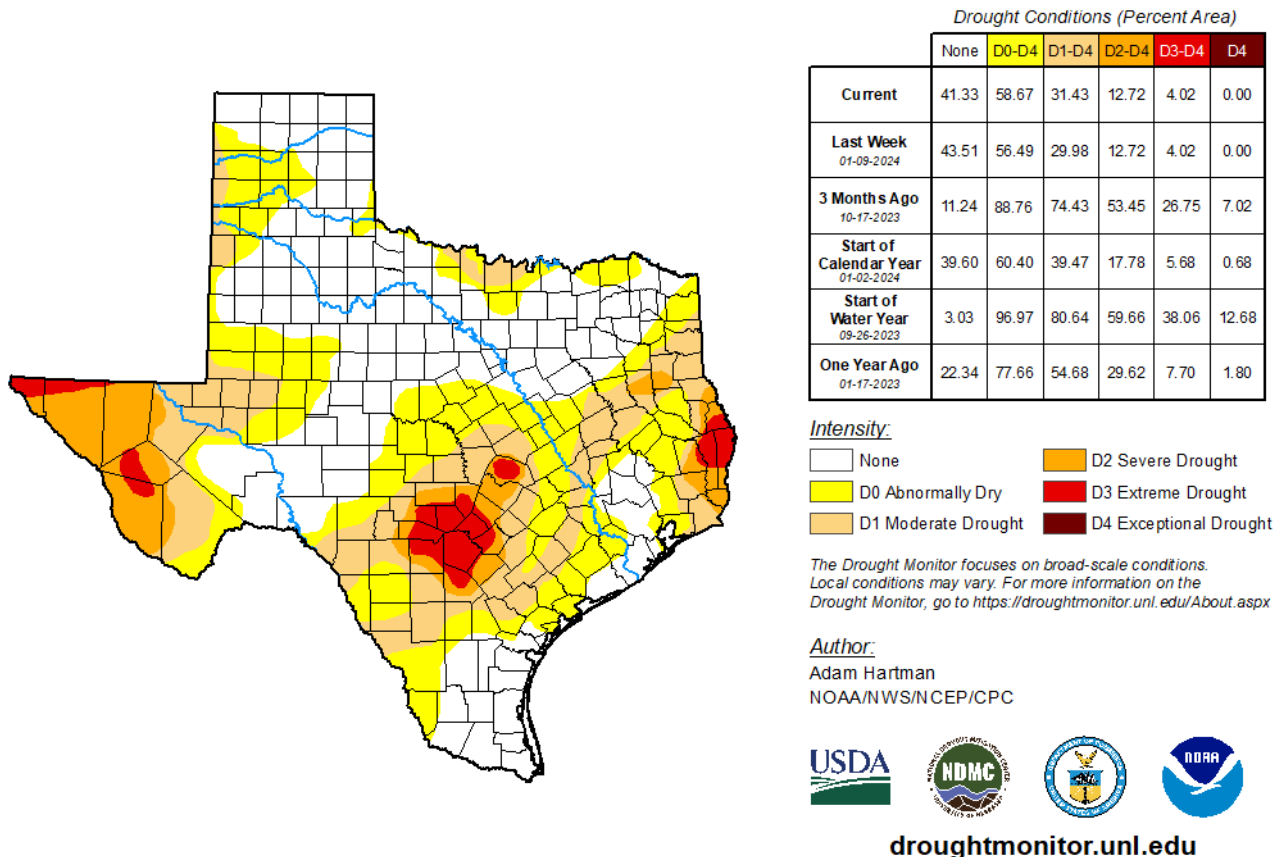 Drought Conditions (Percent Area)
None D0-D4 D1-D4 D2-D4 D3-D4 D4
Current 41.33 58.67 31.43 12.72 4.02 0.00
Last Week
01-09-2024 43.51 56.49 29.98 12.72 4.02 0.00
3 Months Ago
10-17-2023 11.24 88.76 74.43 53.45 26.75 7.02
Start of
Calendar Year
01-02-2024 39.60 60.40 39.47 17.78 5.68 0.68
Start of
Water Year
09-26-2023 3.03 96.97 80.64 59.66 38.06 12.68
One Year Ago
01-17-2023 22.34 77.66 54.68 29.62 7.70 1.80
Intensity:
None
D0 Abnormally Dry
D1 Moderate Drought
D2 Severe Drought
D3 Extreme Drought
D4 Exceptional Drought
The Drought Monitor focuses on broad-scale conditions.
Local conditions may vary. For more information on the
Drought Monitor, go to https://droughtmonitor.unl.edu/About.aspx
Author:
Adam Hartman
NOAA/NWS/NCEP/CPC
USDA
NDMC
NOAA
droughtmonitor.unl.edu